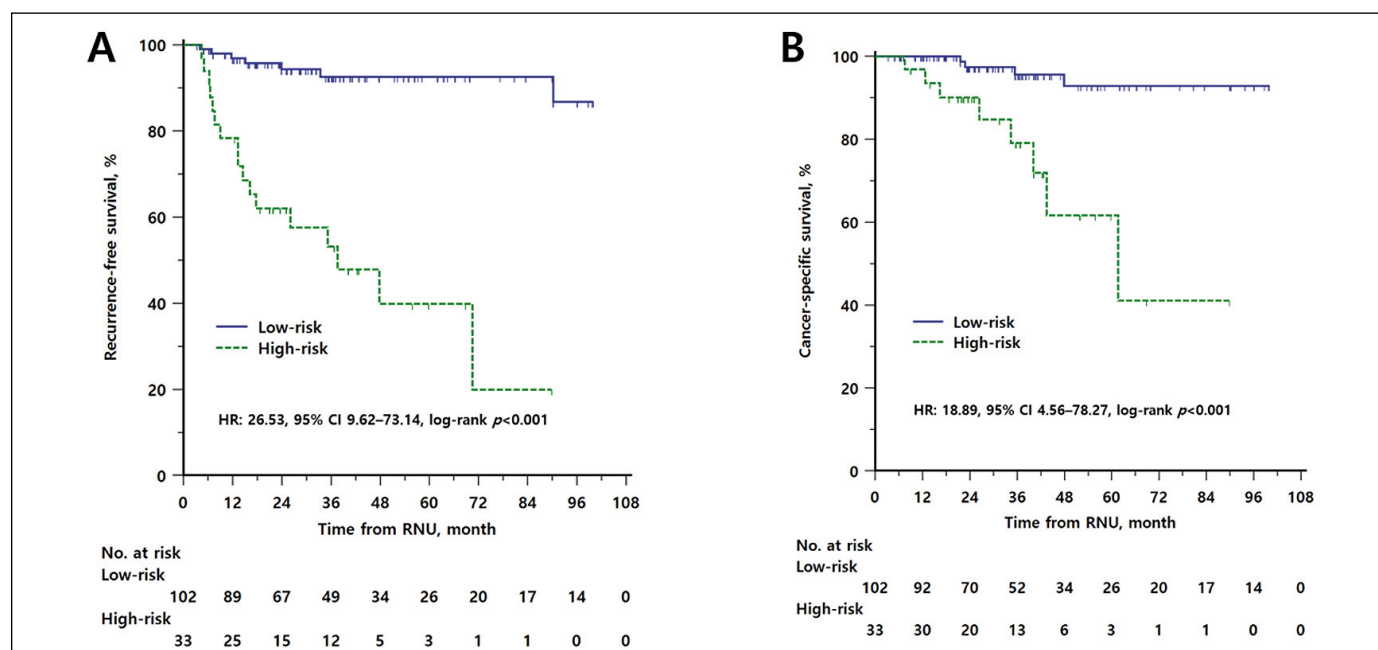 A
100
80
60
40
20
0
Recurrence-free survival, %
Low-risk
High-risk
HR: 26.53, 95% CI 9.62–73.14, log-rank p<0.001
0 12 24 36 48 60 72 84 96 108
Time from RNU, month
No. at risk
Low-risk
102 89 67 49 34 26 20 17 14 0
High-risk
33 25 15 12 5 3 1 1 0 0
B
100
80
60
40
20
0
Cancer-specific survival, %
Low-risk
High-risk
HR: 18.89, 95% CI 4.56–78.27, log-rank p<0.001
0 12 24 36 48 60 72 84 96 108
Time from RNU, month
No. at risk
Low-risk
102 92 70 52 34 26 20 17 14 0
High-risk
33 30 20 13 6 3 1 1 0 0